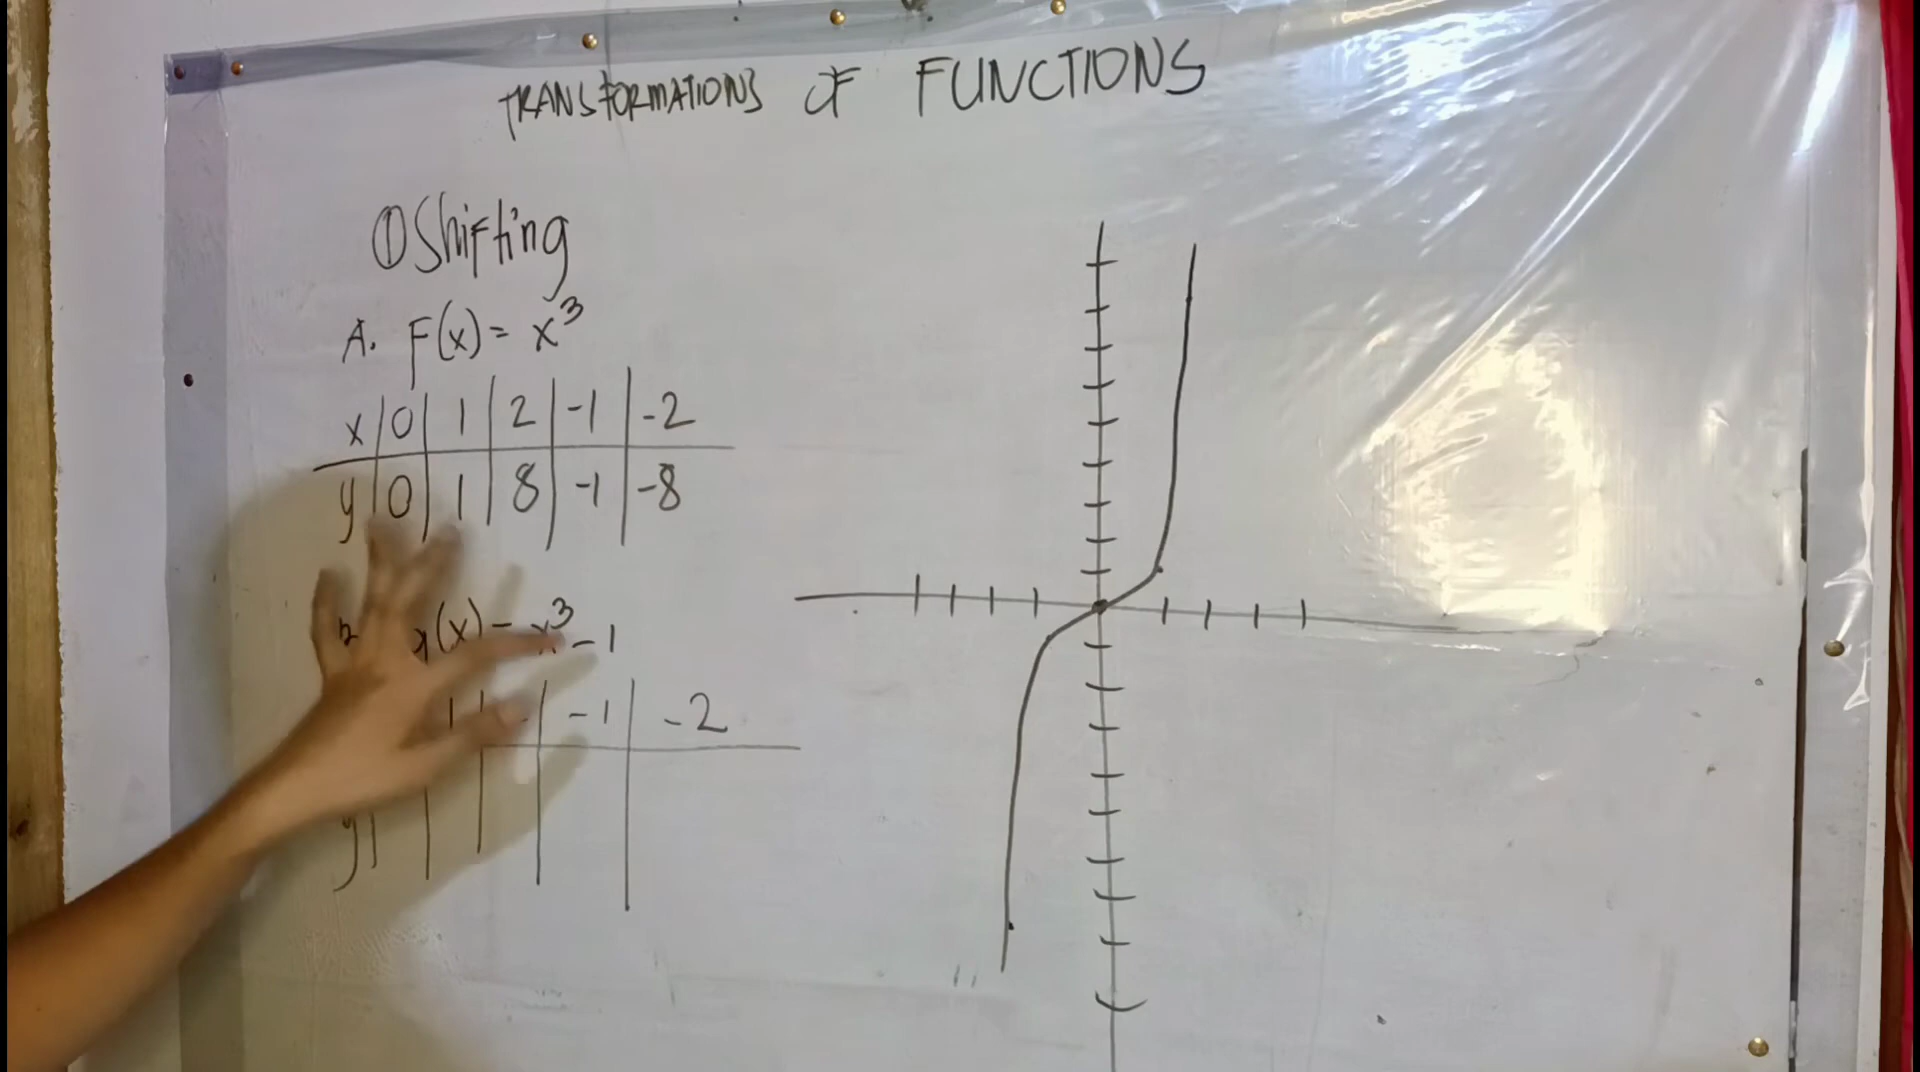 TRANSFORMATIONS OF FUNCTIONS
① Shifting
A. F(x) = x³
x 0 1 2 -1 -2
y 0 1 8 -1 -8
(x) = x³ - 1
1 -1 -2
y